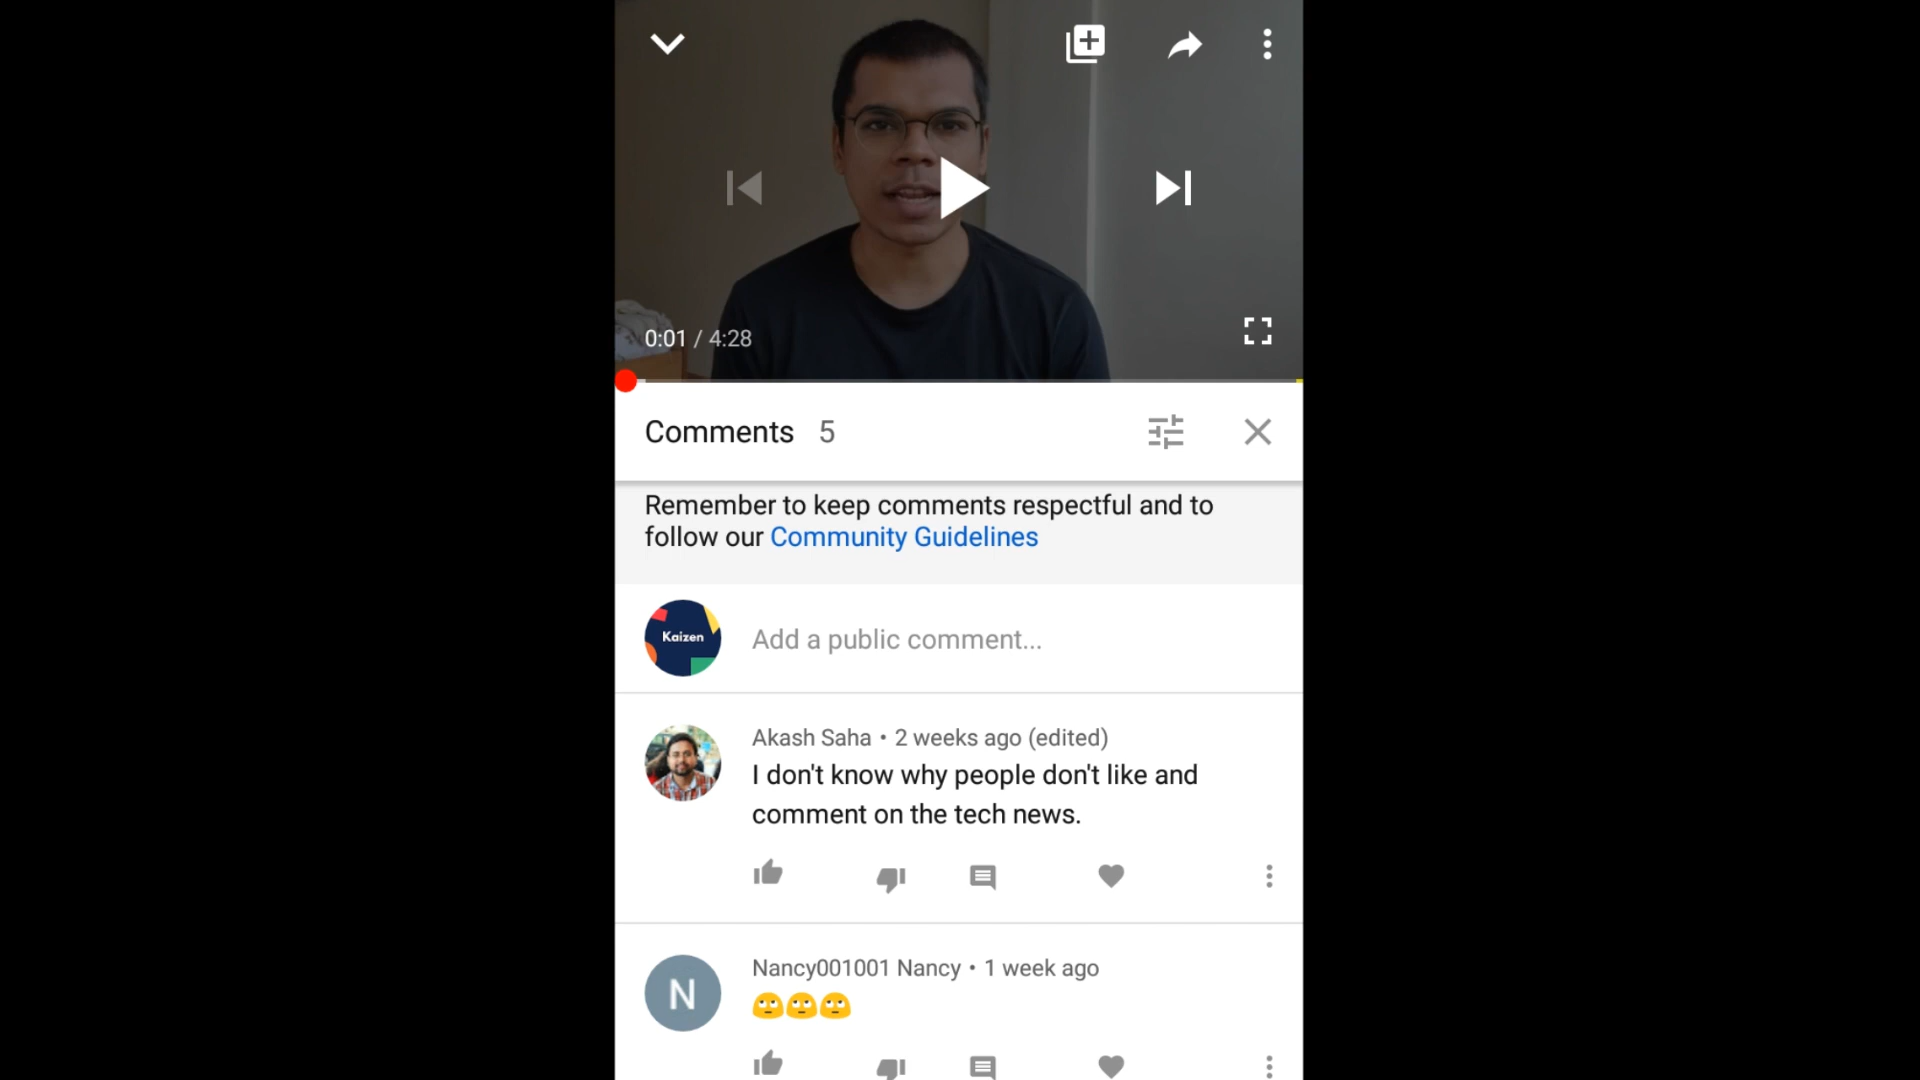 0:01 / 4:28
Comments 5
Remember to keep comments respectful and to
follow our Community Guidelines
Kaizen
Add a public comment...
Akash Saha • 2 weeks ago (edited)
I don't know why people don't like and
comment on the tech news.
N
Nancy001001 Nancy • 1 week ago
🙄🙄🙄